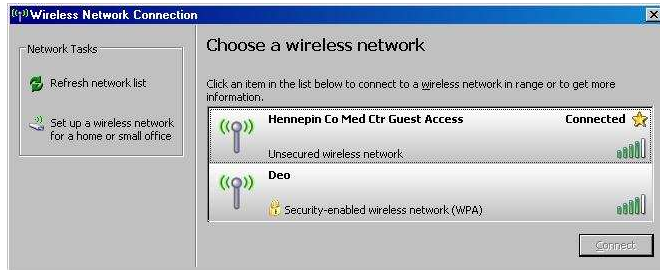 Wireless Network Connection
Network Tasks
Refresh network list
Set up a wireless network
for a home or small office
Choose a wireless network
Click an item in the list below to connect to a wireless network in range or to get more
information.
Hennepin Co Med Ctr Guest Access Connected
Unsecured wireless network
Deo
Security-enabled wireless network (WPA)
Connect